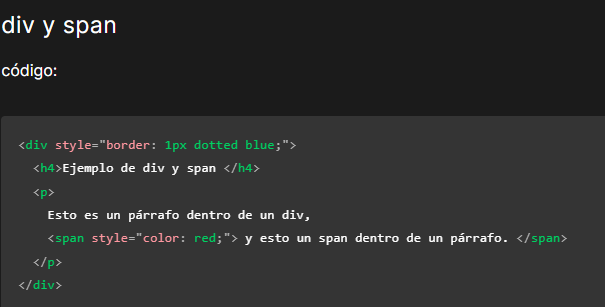 div y span
código:
<div style="border: 1px dotted blue;">
<h4>Ejemplo de div y span </h4>
<p>
Esto es un párrafo dentro de un div,
<span style="color: red;"> y esto un span dentro de un párrafo. </span>
</p>
</div>